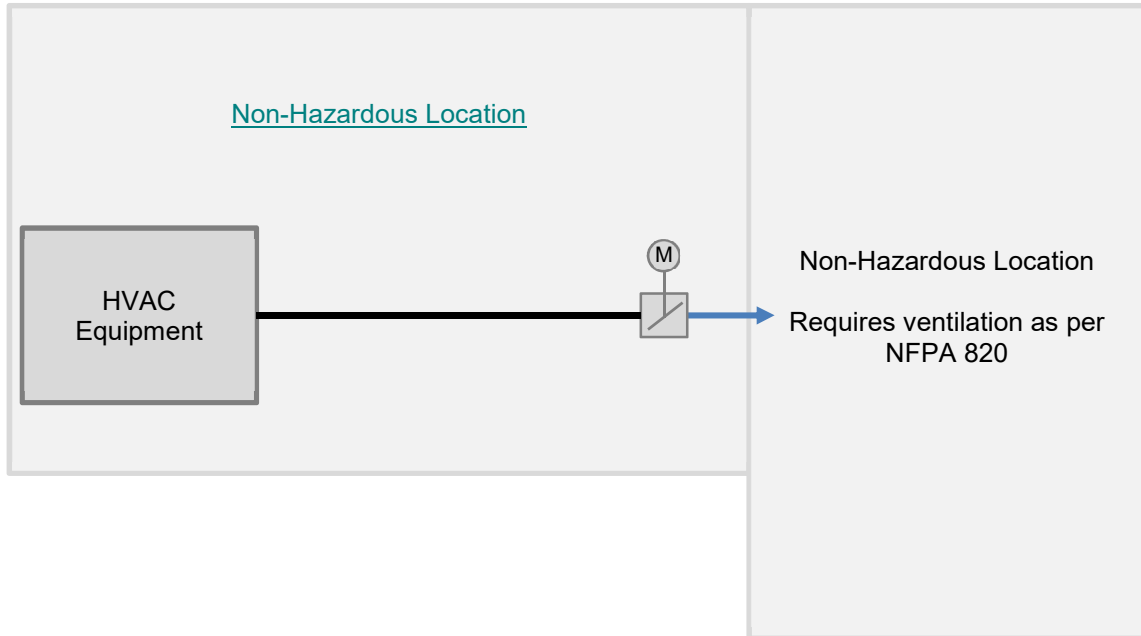 Non-Hazardous Location
HVAC
Equipment
M
Non-Hazardous Location
Requires ventilation as per
NFPA 820